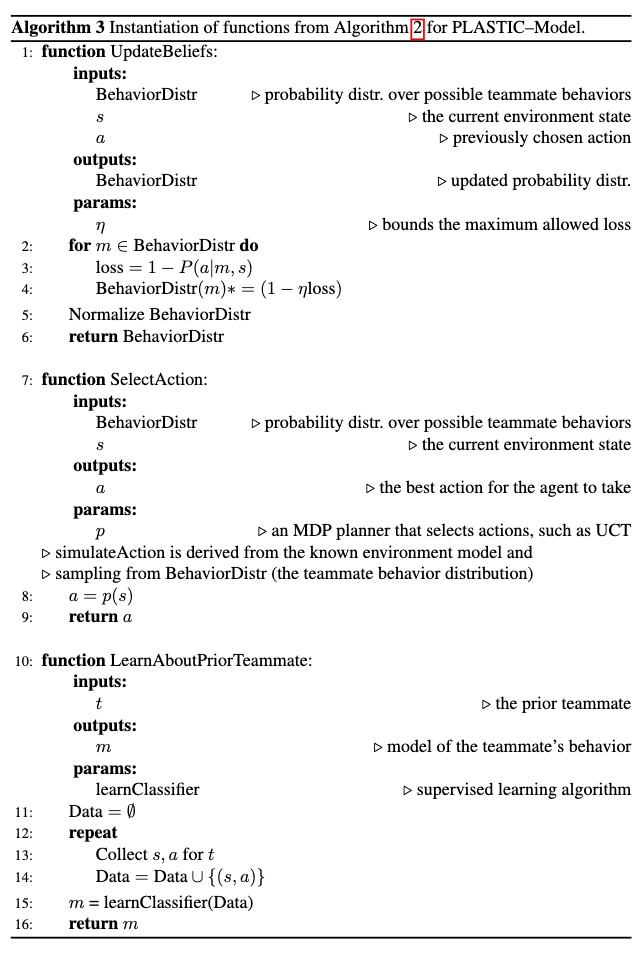 Algorithm 3 Instantiation of functions from Algorithm 2 for PLASTIC–Model.
1: function UpdateBeliefs:
inputs:
BehaviorDistr ▷ probability distr. over possible teammate behaviors
s ▷ the current environment state
a ▷ previously chosen action
outputs:
BehaviorDistr ▷ updated probability distr.
params:
η ▷ bounds the maximum allowed loss
2: for m ∈ BehaviorDistr do
3: loss = 1 − P(a|m, s)
4: BehaviorDistr(m)∗ = (1 − ηloss)
5: Normalize BehaviorDistr
6: return BehaviorDistr
7: function SelectAction:
inputs:
BehaviorDistr ▷ probability distr. over possible teammate behaviors
s ▷ the current environment state
outputs:
a ▷ the best action for the agent to take
params:
p ▷ an MDP planner that selects actions, such as UCT
▷ simulateAction is derived from the known environment model and
▷ sampling from BehaviorDistr (the teammate behavior distribution)
8: a = p(s)
9: return a
10: function LearnAboutPriorTeammate:
inputs:
t ▷ the prior teammate
outputs:
m ▷ model of the teammate's behavior
params:
learnClassifier ▷ supervised learning algorithm
11: Data = ∅
12: repeat
13: Collect s, a for t
14: Data = Data ∪ {(s, a)}
15: m = learnClassifier(Data)
16: return m